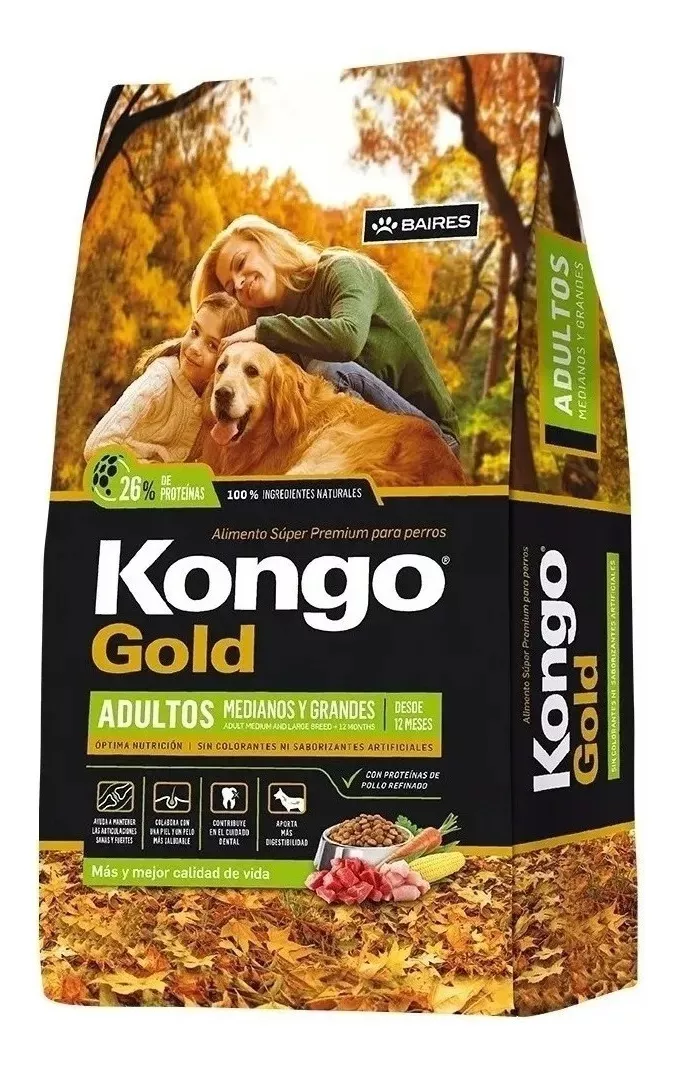 BAIRES
26% DE PROTEÍNAS
100% INGREDIENTES NATURALES
Alimento Súper Premium para perros
Kongo®
Gold
ADULTOS MEDIANOS Y GRANDES
ADULT MEDIUM AND LARGE BREED + 12 MONTHS
DESDE
12 MESES
ÓPTIMA NUTRICIÓN | SIN COLORANTES NI SABORIZANTES ARTIFICIALES
CON PROTEÍNAS DE
POLLO REFINADO
AYUDA A MANTENER
LAS ARTICULACIONES
SANAS Y FUERTES
COLABORA CON
UNA PIEL Y UN PELO
MÁS SALUDABLE
CONTRIBUYE
EN EL CUIDADO
DENTAL
APORTA
MÁS
DIGESTIBILIDAD
Más y mejor calidad de vida
ADULTOS
MEDIANOS Y GRANDES
Alimento Súper Premium para perros
Kongo®
Gold
SIN COLORANTES NI SABORIZANTES ARTIFICIALES